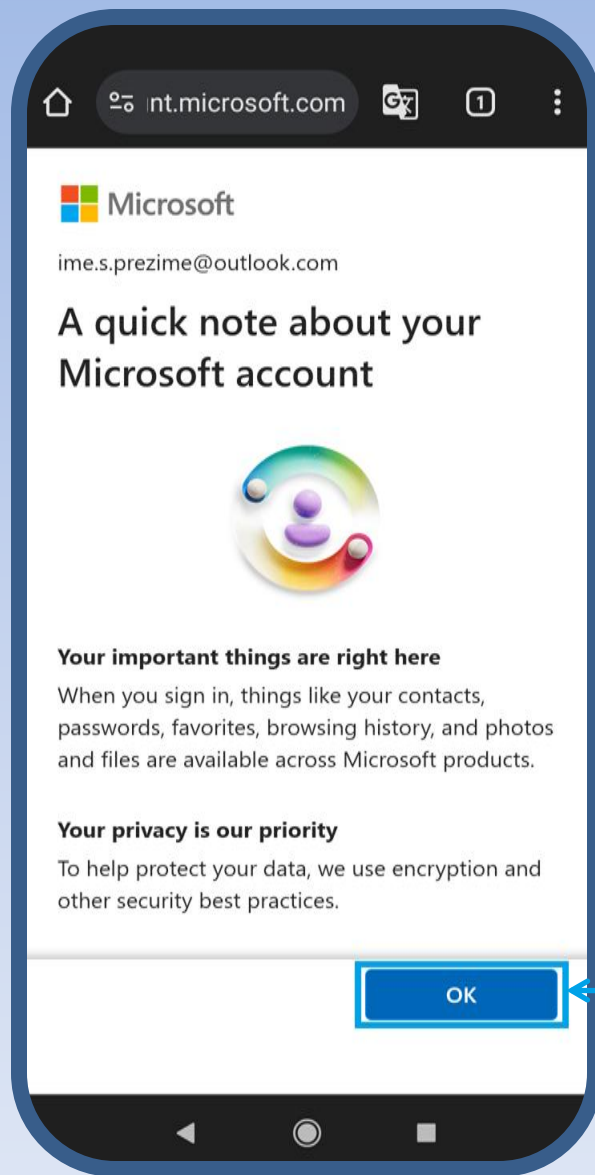 nt.microsoft.com
1
Microsoft
ime.s.prezime@outlook.com
A quick note about your
Microsoft account
Your important things are right here
When you sign in, things like your contacts,
passwords, favorites, browsing history, and photos
and files are available across Microsoft products.
Your privacy is our priority
To help protect your data, we use encryption and
other security best practices.
OK